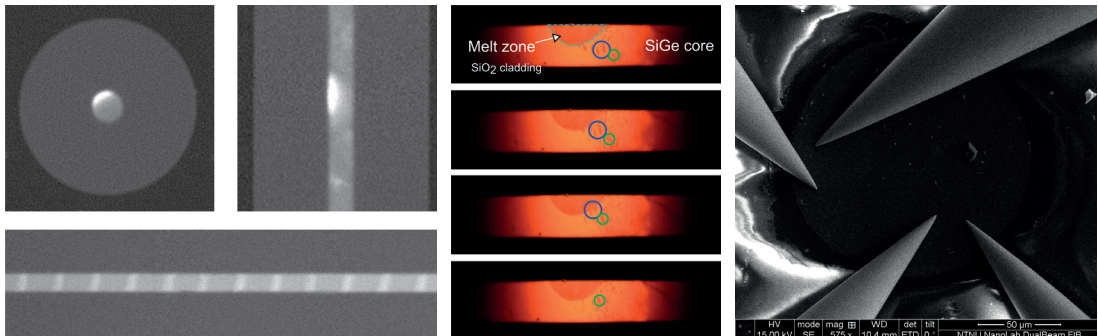 Melt zone
SiGe core
SiO2 cladding
HV mode mag ⊞ WD det tilt
15.00 kV SE 575 x 10.4 mm ETD 0 °
50 µm
NTNU NanoLab DualBeam FIB